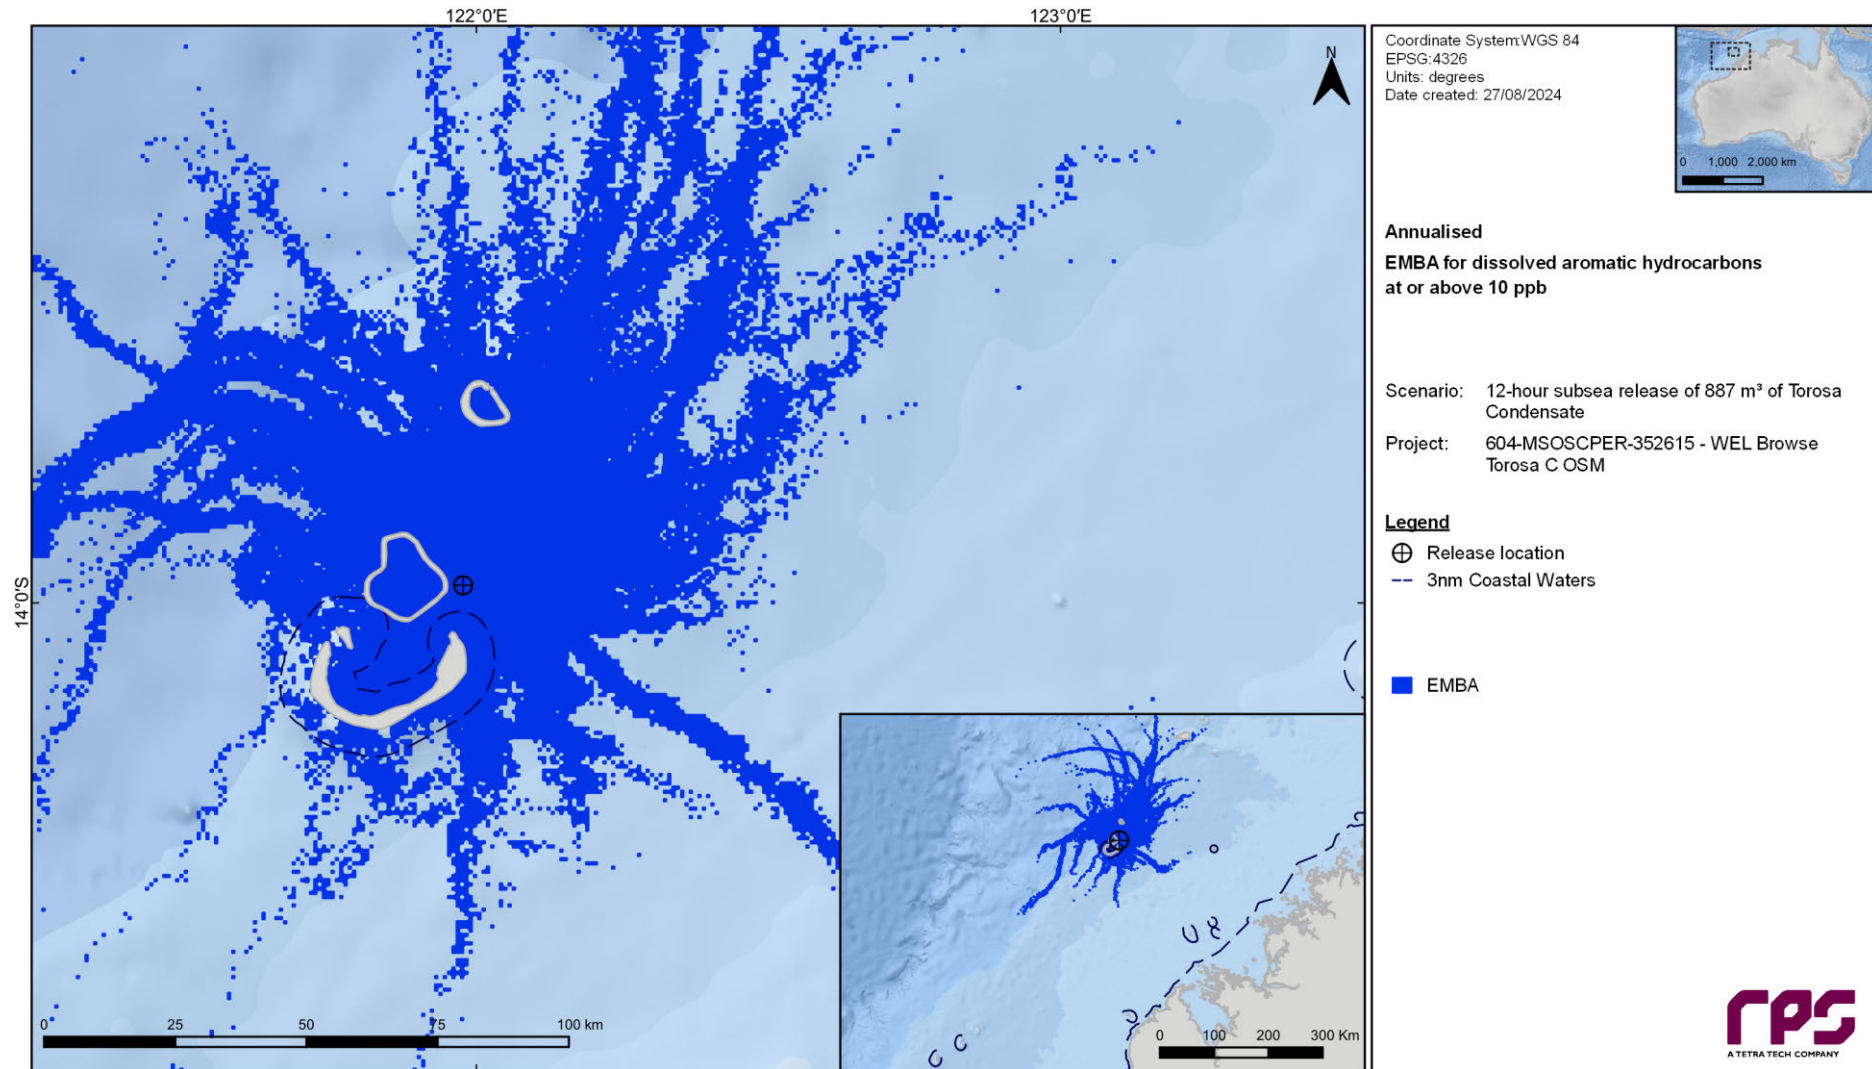 122°0′E
123°0′E
14°0′S
N
0 25 50 75 100 km
0 100 200 300 Km
Coordinate System:WGS 84
EPSG:4326
Units: degrees
Date created: 27/08/2024
0 1,000 2,000 km
Annualised
EMBA for dissolved aromatic hydrocarbons
at or above 10 ppb
Scenario: 12-hour subsea release of 887 m³ of Torosa
Condensate
Project: 604-MSOSCPER-352615 - WEL Browse
Torosa C OSM
Legend
Release location
3nm Coastal Waters
EMBA
rps
A TETRA TECH COMPANY